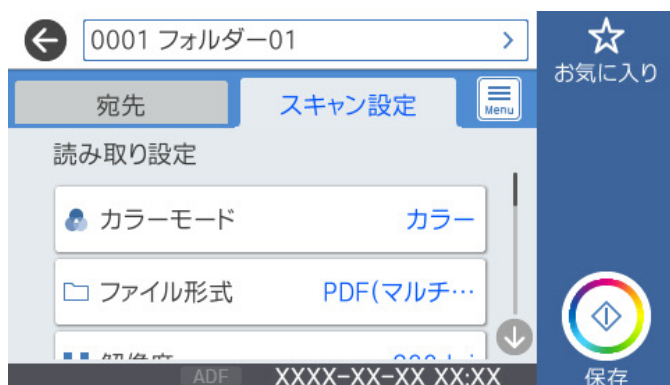 0001 フォルダー01
お気に入り
宛先
スキャン設定
Menu
読み取り設定
カラーモード
カラー
ファイル形式
PDF(マルチ…
ADF
XXXX-XX-XX XX:XX
保存